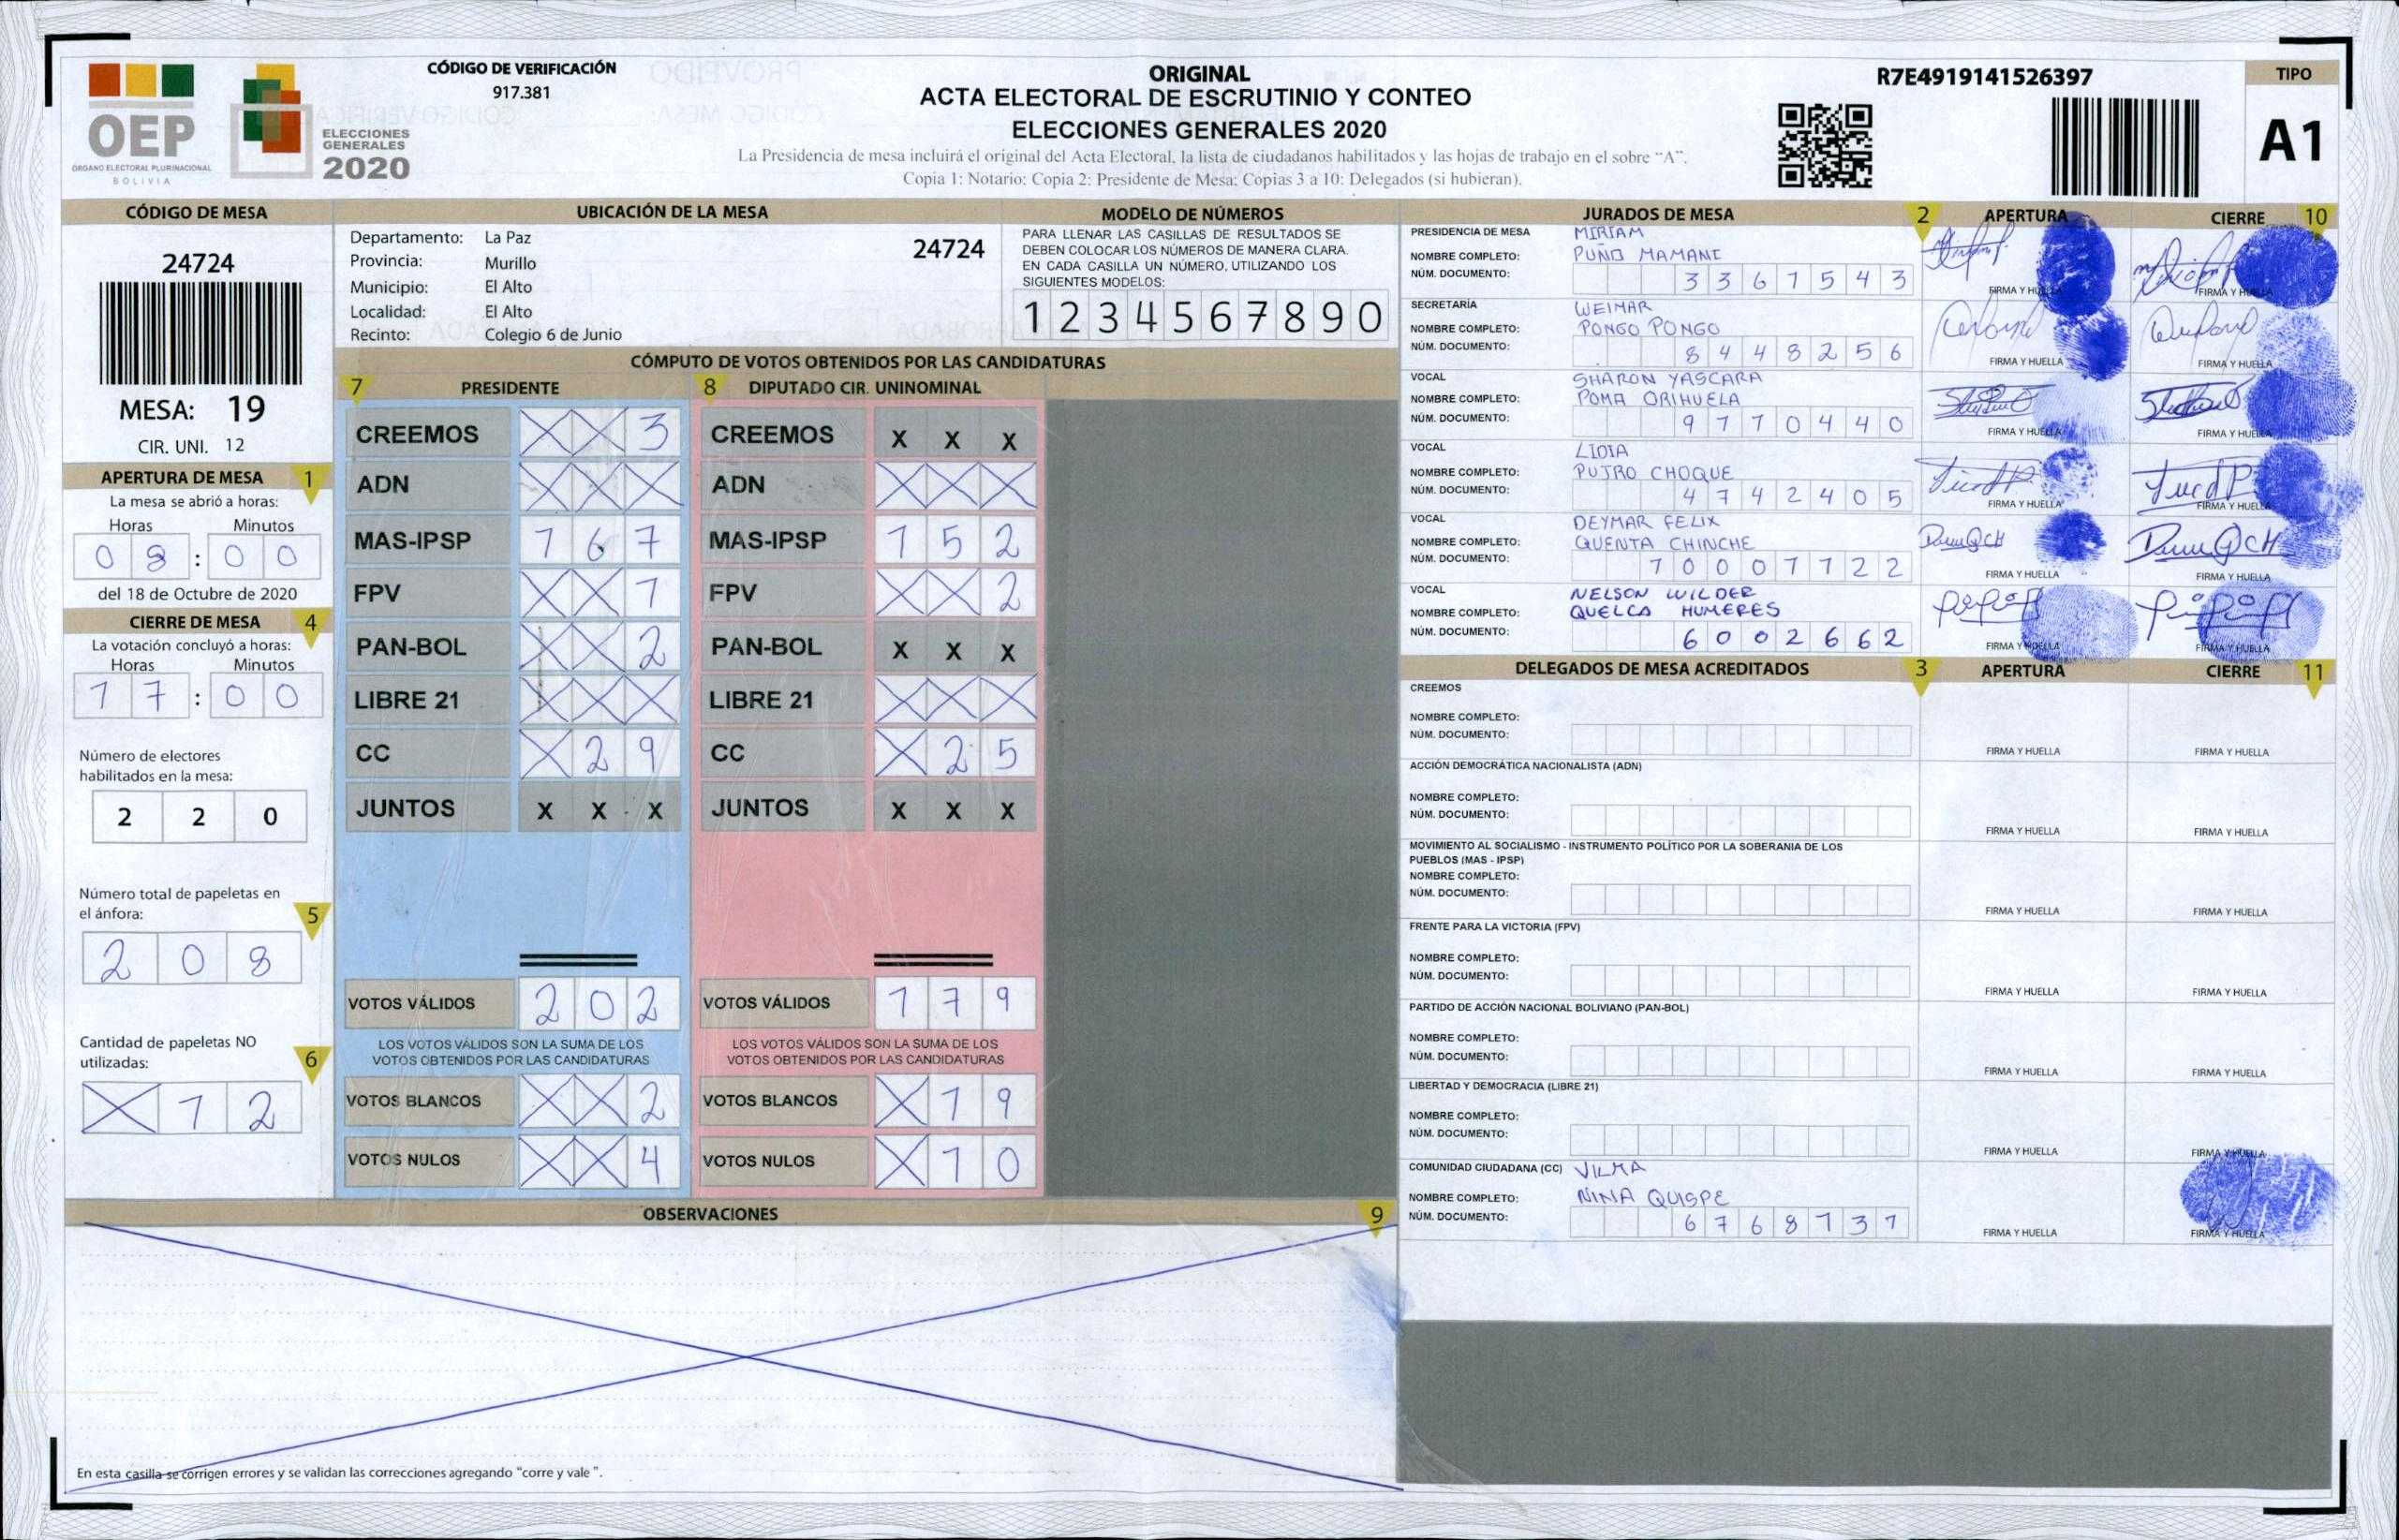 CÓDIGO DE VERIFICACIÓN
917.381
OEP
ÓRGANO ELECTORAL PLURINACIONAL
BOLIVIA
ELECCIONES
GENERALES
2020
ORIGINAL
ACTA ELECTORAL DE ESCRUTINIO Y CONTEO
ELECCIONES GENERALES 2020
La Presidencia de mesa incluirá el original del Acta Electoral, la lista de ciudadanos habilitados y las hojas de trabajo en el sobre "A".
Copia 1: Notario; Copia 2: Presidente de Mesa; Copias 3 a 10: Delegados (si hubieran).
R7E4919141526397
TIPO
A1
CÓDIGO DE MESA
24724
MESA: 19
CIR. UNI. 12
APERTURA DE MESA 1
La mesa se abrió a horas:
Horas Minutos
08:00
del 18 de Octubre de 2020
CIERRE DE MESA 4
La votación concluyó a horas:
Horas Minutos
17:00
Número de electores
habilitados en la mesa:
2 2 0
Número total de papeletas en
el ánfora: 5
2 0 8
Cantidad de papeletas NO
utilizadas: 6
X 1 2
UBICACIÓN DE LA MESA
Departamento: La Paz 24724
Provincia: Murillo
Municipio: El Alto
Localidad: El Alto
Recinto: Colegio 6 de Junio
MODELO DE NÚMEROS
PARA LLENAR LAS CASILLAS DE RESULTADOS SE
DEBEN COLOCAR LOS NÚMEROS DE MANERA CLARA.
EN CADA CASILLA UN NÚMERO, UTILIZANDO LOS
SIGUIENTES MODELOS:
1 2 3 4 5 6 7 8 9 0
CÓMPUTO DE VOTOS OBTENIDOS POR LAS CANDIDATURAS
7 PRESIDENTE 8 DIPUTADO CIR. UNINOMINAL
CREEMOS X X 3 CREEMOS X X X
ADN X X X ADN X X X
MAS-IPSP 1 6 7 MAS-IPSP 1 5 2
FPV X X 1 FPV X X 2
PAN-BOL X X 2 PAN-BOL X X X
LIBRE 21 X X X LIBRE 21 X X X
CC X 2 9 CC X 2 5
JUNTOS X X X JUNTOS X X X
VOTOS VÁLIDOS 2 0 2 VOTOS VÁLIDOS 1 7 9
LOS VOTOS VÁLIDOS SON LA SUMA DE LOS LOS VOTOS VÁLIDOS SON LA SUMA DE LOS
VOTOS OBTENIDOS POR LAS CANDIDATURAS VOTOS OBTENIDOS POR LAS CANDIDATURAS
VOTOS BLANCOS X X 2 VOTOS BLANCOS X 1 9
VOTOS NULOS X X 4 VOTOS NULOS X 1 0
OBSERVACIONES 9
En esta casilla se corrigen errores y se validan las correcciones agregando "corre y vale ".
JURADOS DE MESA 2 APERTURA CIERRE 10
PRESIDENCIA DE MESA MIRIAM
NOMBRE COMPLETO: PUÑO MAMANI
NÚM. DOCUMENTO: 3 3 6 1 5 4 3
FIRMA Y HUELLA FIRMA Y HUELLA
SECRETARÍA WEIMAR
NOMBRE COMPLETO: PONGO PONGO
NÚM. DOCUMENTO: 8 4 4 8 2 5 6
FIRMA Y HUELLA FIRMA Y HUELLA
VOCAL SHARON YASCARA
NOMBRE COMPLETO: POMA ORIHUELA
NÚM. DOCUMENTO: 9 1 1 0 4 4 0
FIRMA Y HUELLA FIRMA Y HUELLA
VOCAL LIDIA
NOMBRE COMPLETO: PUJRO CHOQUE
NÚM. DOCUMENTO: 4 7 4 2 4 0 5
FIRMA Y HUELLA FIRMA Y HUELLA
VOCAL DEYMAR FELIX
NOMBRE COMPLETO: QUENTA CHINCHE
NÚM. DOCUMENTO: 1 0 0 0 1 1 2 2
FIRMA Y HUELLA FIRMA Y HUELLA
VOCAL NELSON WILDER
NOMBRE COMPLETO: QUELCA HUMERES
NÚM. DOCUMENTO: 6 0 0 2 6 6 2
FIRMA Y HUELLA FIRMA Y HUELLA
DELEGADOS DE MESA ACREDITADOS 3 APERTURA CIERRE 11
CREEMOS
NOMBRE COMPLETO:
NÚM. DOCUMENTO:
FIRMA Y HUELLA FIRMA Y HUELLA
ACCIÓN DEMOCRÁTICA NACIONALISTA (ADN)
NOMBRE COMPLETO:
NÚM. DOCUMENTO:
FIRMA Y HUELLA FIRMA Y HUELLA
MOVIMIENTO AL SOCIALISMO - INSTRUMENTO POLÍTICO POR LA SOBERANIA DE LOS
PUEBLOS (MAS - IPSP)
NOMBRE COMPLETO:
NÚM. DOCUMENTO:
FIRMA Y HUELLA FIRMA Y HUELLA
FRENTE PARA LA VICTORIA (FPV)
NOMBRE COMPLETO:
NÚM. DOCUMENTO:
FIRMA Y HUELLA FIRMA Y HUELLA
PARTIDO DE ACCIÓN NACIONAL BOLIVIANO (PAN-BOL)
NOMBRE COMPLETO:
NÚM. DOCUMENTO:
FIRMA Y HUELLA FIRMA Y HUELLA
LIBERTAD Y DEMOCRACIA (LIBRE 21)
NOMBRE COMPLETO:
NÚM. DOCUMENTO:
FIRMA Y HUELLA FIRMA Y HUELLA
COMUNIDAD CIUDADANA (CC) VILMA
NOMBRE COMPLETO: NINA QUISPE
NÚM. DOCUMENTO: 6 7 6 8 1 3 1
FIRMA Y HUELLA FIRMA Y HUELLA